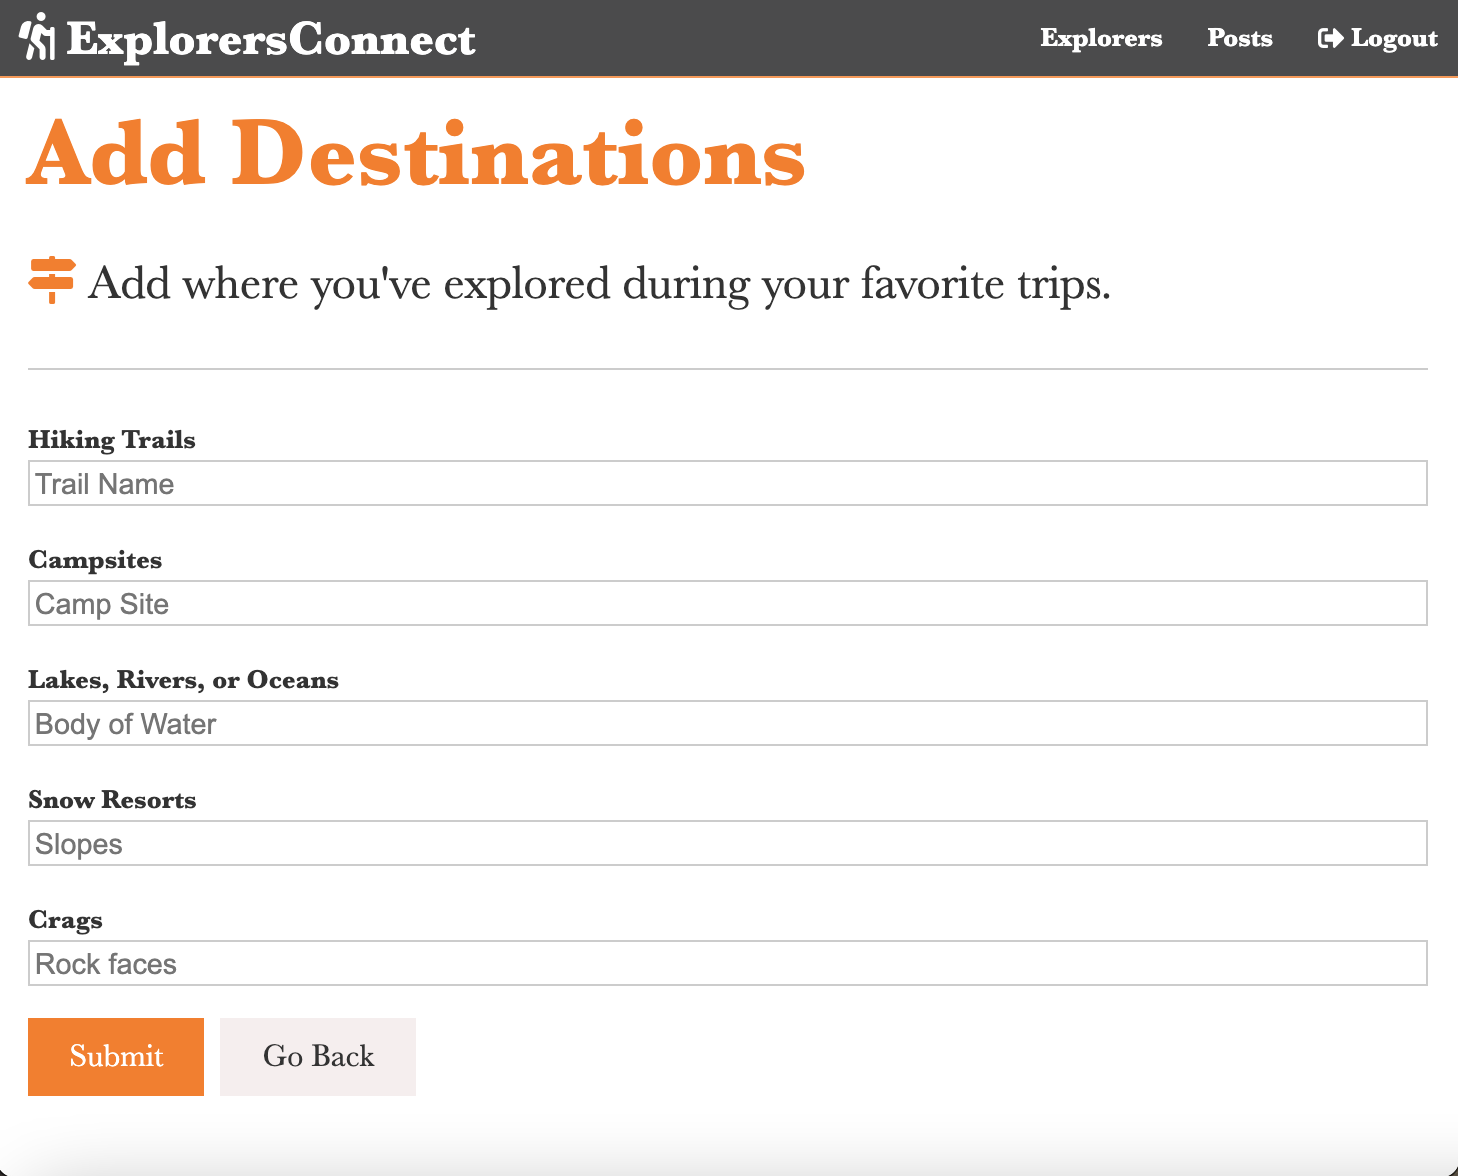 ExplorersConnect Explorers Posts Logout
Add Destinations
Add where you've explored during your favorite trips.
Hiking Trails
Trail Name
Campsites
Camp Site
Lakes, Rivers, or Oceans
Body of Water
Snow Resorts
Slopes
Crags
Rock faces
Submit Go Back